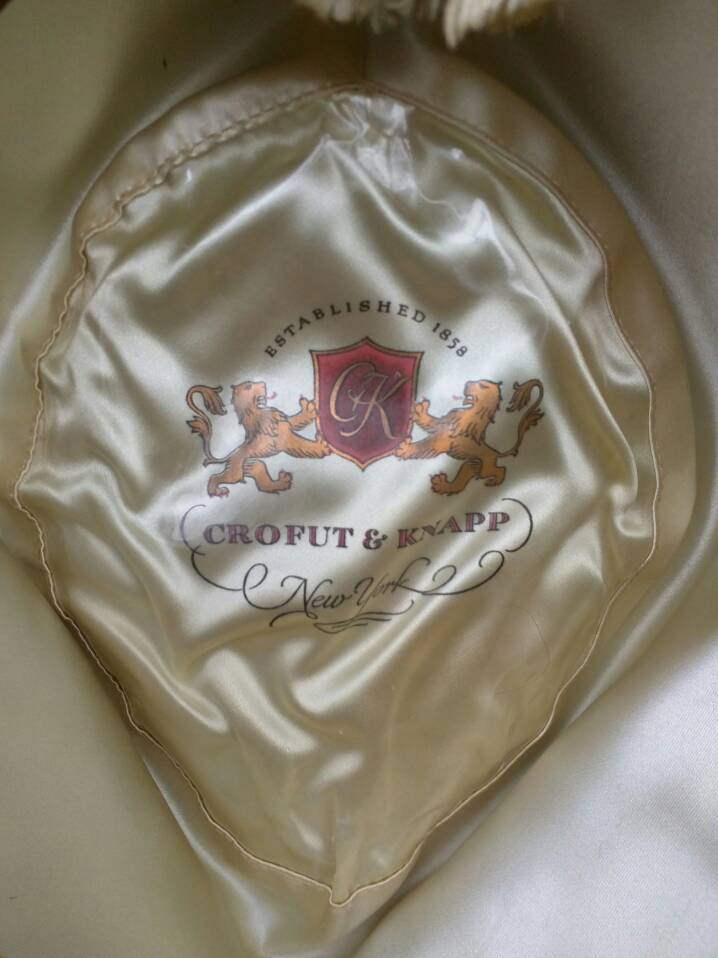 ESTABLISHED 1858
CK
CROFUT & KNAPP
New York